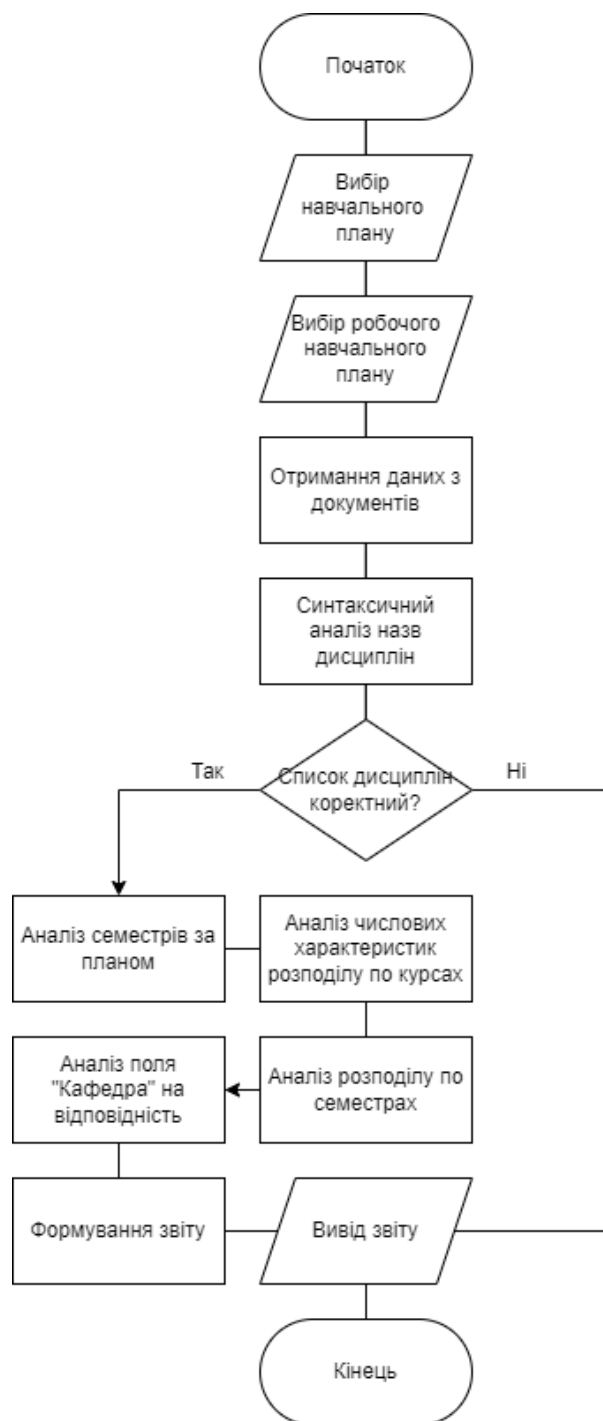 Початок
Вибір
навчального
плану
Вибір робочого
навчального
плану
Отримання даних з
документів
Синтаксичний
аналіз назв
дисциплін
Так
Список дисциплін
коректний?
Ні
Аналіз семестрів за
планом
Аналіз числових
характеристик
розподілу по курсах
Аналіз поля
"Кафедра" на
відповідність
Аналіз розподілу по
семестрах
Формування звіту
Вивід звіту
Кінець